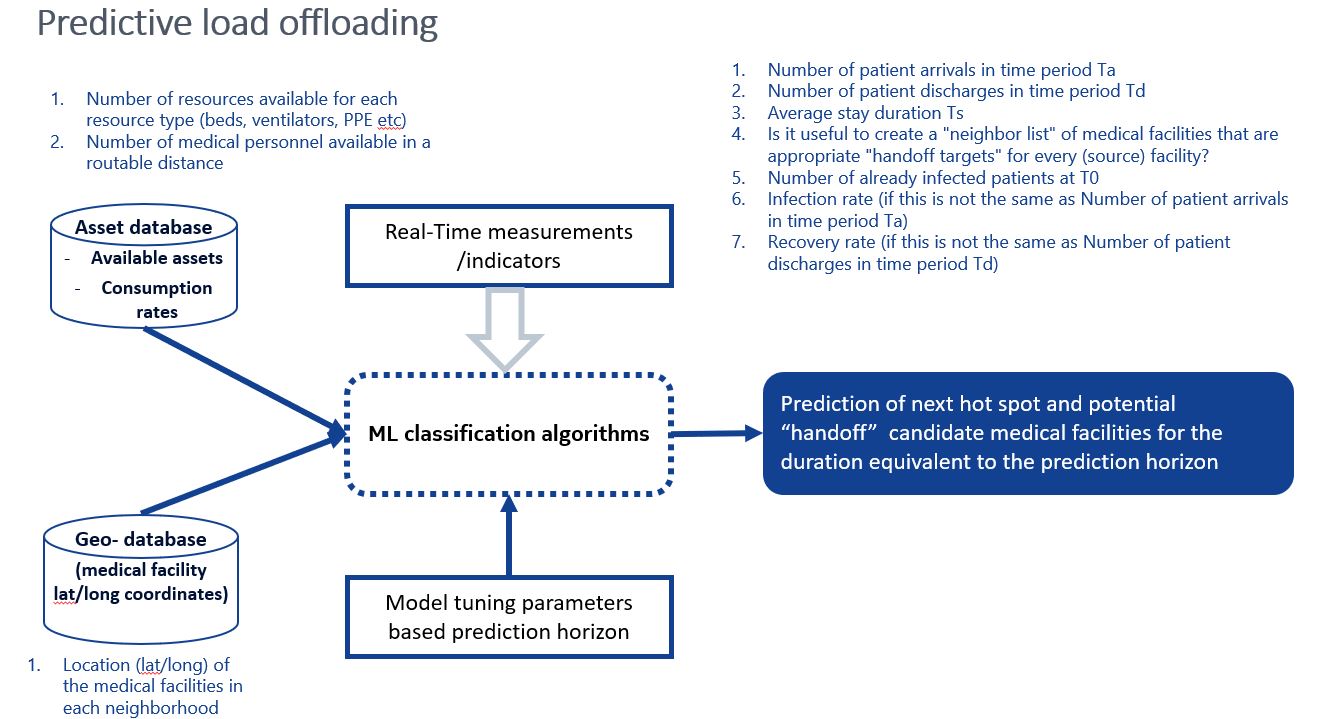 Predictive load offloading
1. Number of resources available for each
resource type (beds, ventilators, PPE etc)
2. Number of medical personnel available in a
routable distance
1. Number of patient arrivals in time period Ta
2. Number of patient discharges in time period Td
3. Average stay duration Ts
4. Is it useful to create a "neighbor list" of medical facilities that are
appropriate "handoff targets" for every (source) facility?
5. Number of already infected patients at T0
6. Infection rate (if this is not the same as Number of patient arrivals
in time period Ta)
7. Recovery rate (if this is not the same as Number of patient
discharges in time period Td)
Asset database
- Available assets
- Consumption
rates
Real-Time measurements
/indicators
ML classification algorithms
Prediction of next hot spot and potential
“handoff” candidate medical facilities for the
duration equivalent to the prediction horizon
Geo- database
(medical facility
lat/long coordinates)
Model tuning parameters
based prediction horizon
1. Location (lat/long) of
the medical facilities in
each neighborhood